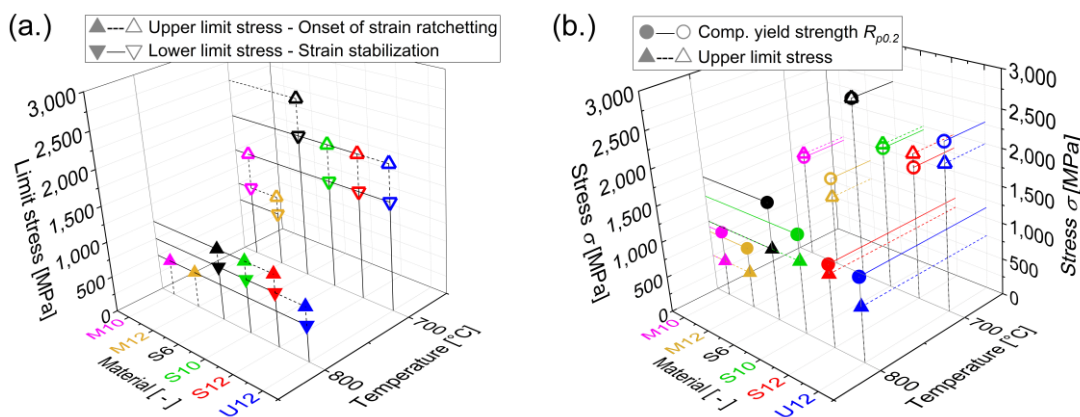 (a.)
Upper limit stress - Onset of strain ratchetting
Lower limit stress - Strain stabilization
3,000
2,500
2,000
1,500
1,000
500
0
Limit stress [MPa]
M10
M12
S6
S10
S12
U12
Material [ - ]
800
700
Temperature [°C]
(b.)
Comp. yield strength Rp0.2
Upper limit stress
3,000
2,500
2,000
1,500
1,000
500
0
Stress σ [MPa]
3,000
2,500
2,000
1,500
1,000
500
0
Stress σ [MPa]
M10
M12
S6
S10
S12
U12
Material [ - ]
800
700
Temperature [°C]